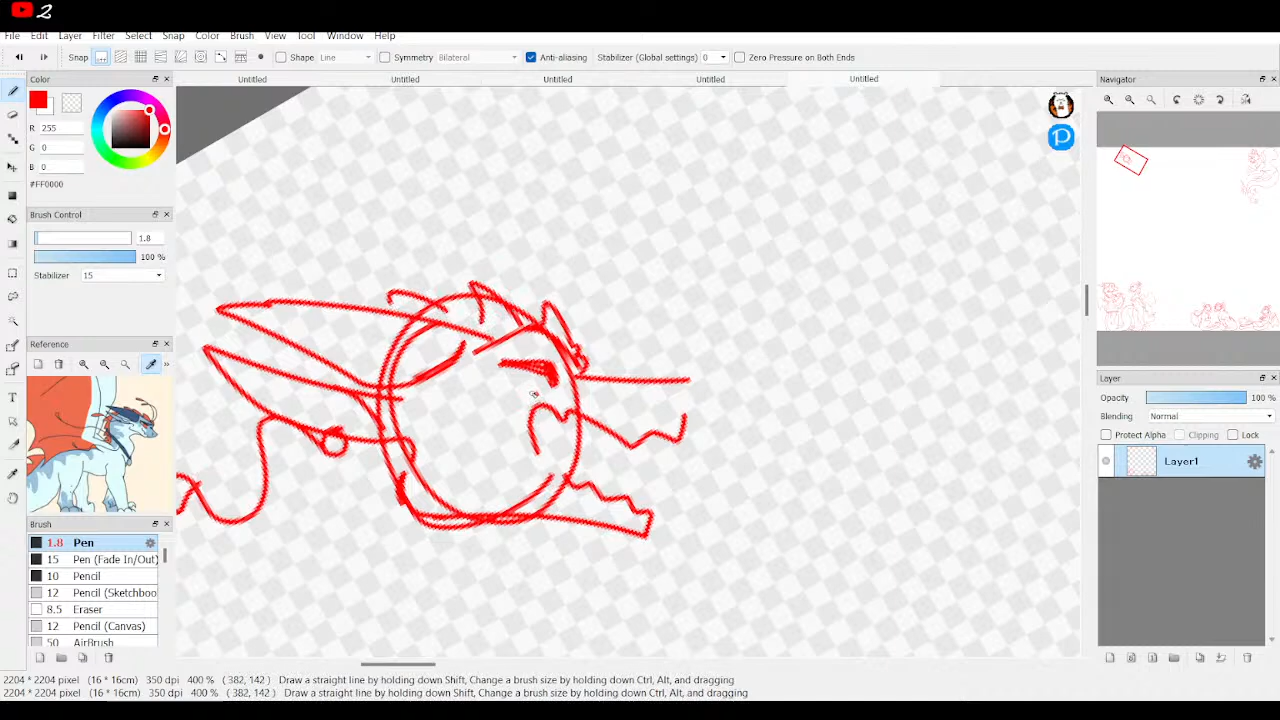 2
File Edit Layer Filter Select Snap Color Brush View Tool Window Help
Snap Shape Line Symmetry Bilateral Anti-aliasing Stabilizer (Global settings) 0 Zero Pressure on Both Ends
Color Untitled Untitled Untitled Untitled Untitled Navigator
R 255
G 0
B 0
#FF0000
Brush Control
1.8
100 %
Stabilizer 15
Reference
Layer
Opacity 100 %
Blending Normal
Protect Alpha Clipping Lock
Layer1
Brush
1.8 Pen
15 Pen (Fade In/Out)
10 Pencil
12 Pencil (Sketchboo
8.5 Eraser
12 Pencil (Canvas)
50 AirBrush
2204 * 2204 pixel (16 * 16cm) 350 dpi 400 % ( 382, 142 ) Draw a straight line by holding down Shift, Change a brush size by holding down Ctrl, Alt, and dragging
2204 * 2204 pixel (16 * 16cm) 350 dpi 400 % ( 382, 142 ) Draw a straight line by holding down Shift, Change a brush size by holding down Ctrl, Alt, and dragging